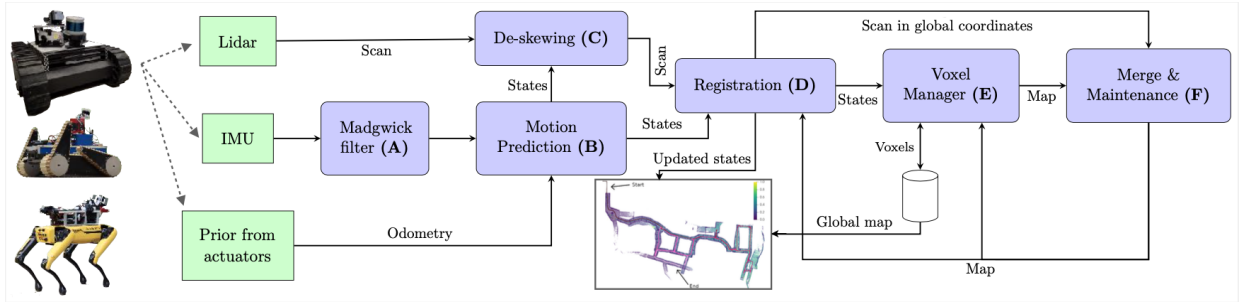 Lidar
Scan
De-skewing (C)
Scan
Scan in global coordinates
States
Registration (D)
States
Voxel
Manager (E)
Map
Merge &
Maintenance (F)
IMU
Madgwick
filter (A)
Motion
Prediction (B)
States
Updated states
Voxels
Prior from
actuators
Odometry
Start
End
Global map
Map